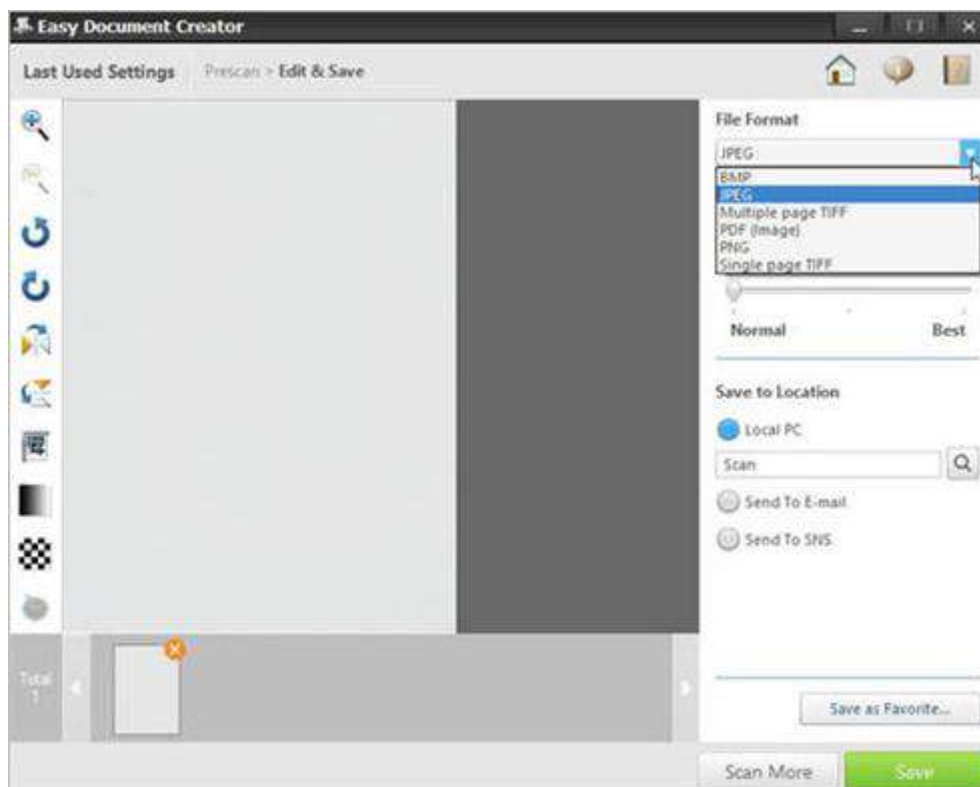 Easy Document Creator
Last Used Settings Prescan > Edit & Save
File Format
JPEG
BMP
JPEG
Multiple page TIFF
PDF (Image)
PNG
Single page TIFF
Normal Best
Save to Location
Local PC
Scan
Send To E-mail
Send To SNS
Total
1
Save as Favorite...
Scan More Save